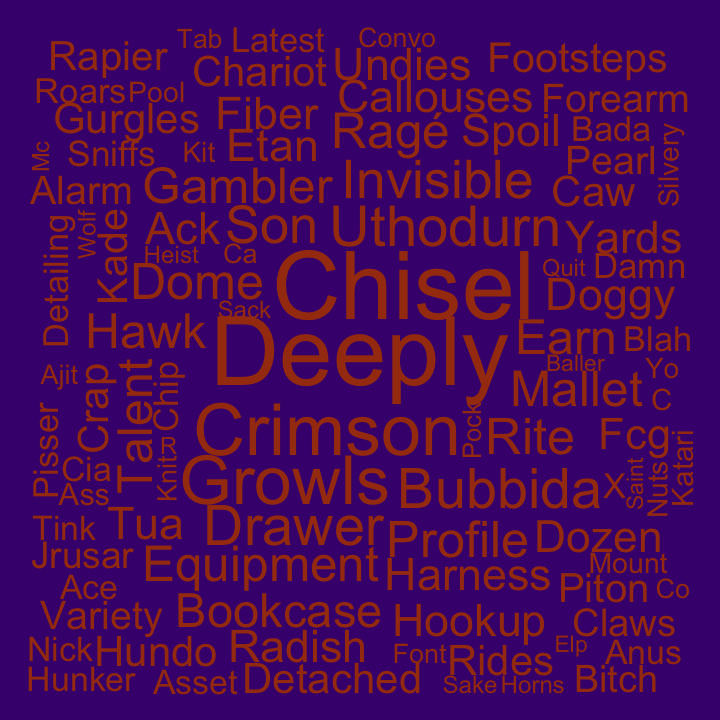 Tab Latest Convo
Rapier Chariot Undies Footsteps
Roars Pool Callouses Forearm
Gurgles Fiber Ragé Spoil Bada
Mc Sniffs Kit Etan Pearl Silvery
Alarm Gambler Invisible Caw
Wolf Kade Ack Son Uthodurn Yards
Detailing Heist Ca Quit Damn
Dome Chisel Doggy
Sack
Hawk Deeply Earn Blah
Ajit Baller Yo
Crap Talent Chip Mallet C
Pisser Crimson Pock Rite Fcg Katari
Cia Knitz Growls Bubbida X Saint Nuts
Ass
Tink Tua Drawer Profile Dozen
Jrusar Equipment Harness Mount
Ace Piton Co
Variety Bookcase Hookup Claws
Nick Hundo Radish Font Rides Elp Anus
Hunker Asset Detached Sake Horns Bitch